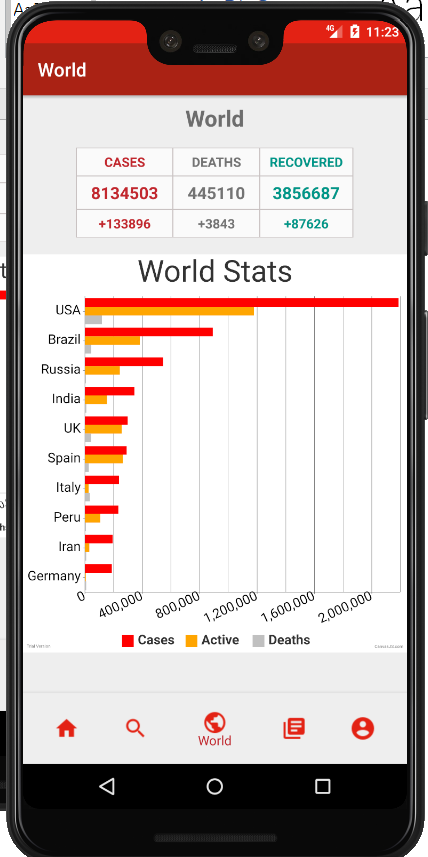 4G 11:23
World
World
CASES DEATHS RECOVERED
8134503 445110 3856687
+133896 +3843 +87626
World Stats
USA
Brazil
Russia
India
UK
Spain
Italy
Peru
Iran
Germany
0 400,000 800,000 1,200,000 1,600,000 2,000,000
Cases Active Deaths
Trial Version
World